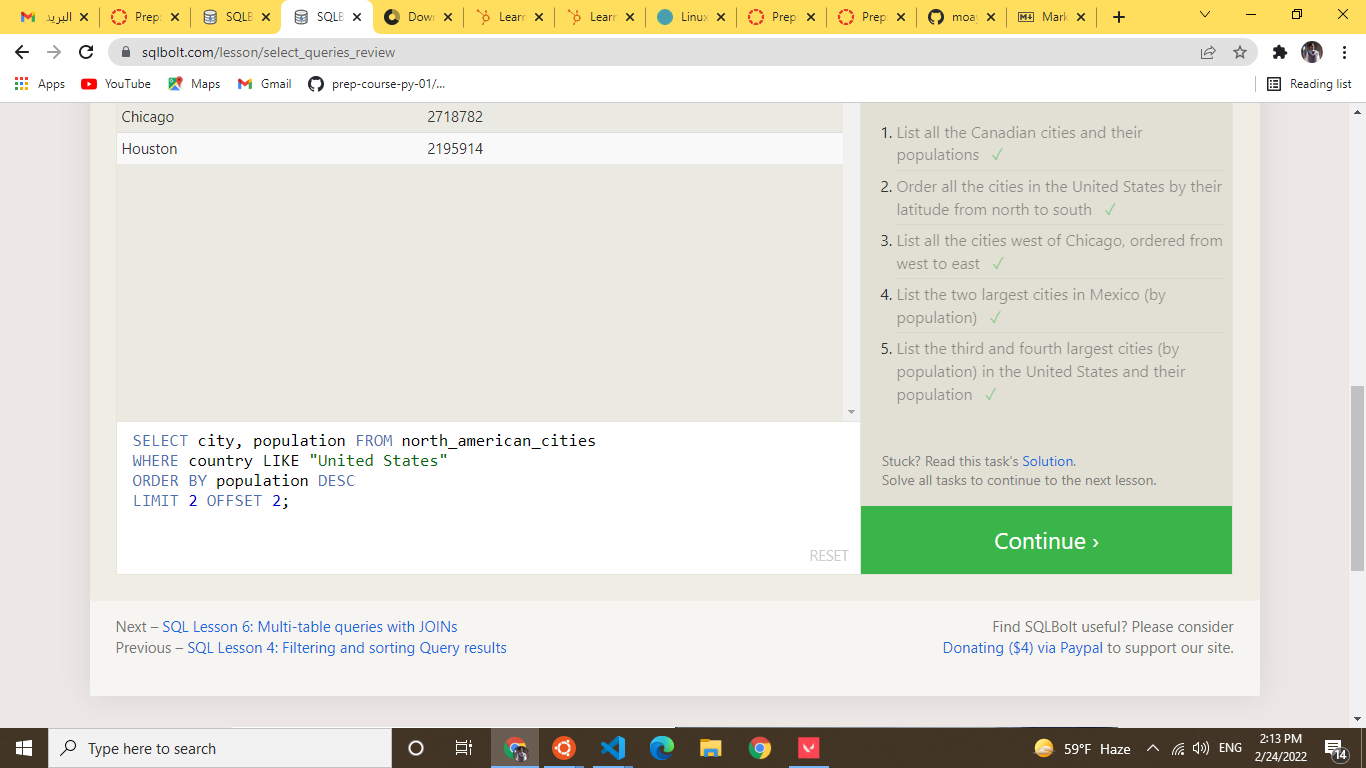 البريد
Prep
SQLB
SQLB
Dow
Learn
Learn
Linux
Prep
Prep
moay
Mark
sqlbolt.com/lesson/select_queries_review
Apps
YouTube
Maps
Gmail
prep-course-py-01/...
Reading list
Chicago 2718782
Houston 2195914
1. List all the Canadian cities and their
populations ✓
2. Order all the cities in the United States by their
latitude from north to south ✓
3. List all the cities west of Chicago, ordered from
west to east ✓
4. List the two largest cities in Mexico (by
population) ✓
5. List the third and fourth largest cities (by
population) in the United States and their
population ✓
SELECT city, population FROM north_american_cities
WHERE country LIKE "United States"
ORDER BY population DESC
LIMIT 2 OFFSET 2;
RESET
Stuck? Read this task's Solution.
Solve all tasks to continue to the next lesson.
Continue ›
Next – SQL Lesson 6: Multi-table queries with JOINs
Previous – SQL Lesson 4: Filtering and sorting Query results
Find SQLBolt useful? Please consider
Donating ($4) via Paypal to support our site.
Type here to search
59°F Haze
ENG
2:13 PM
2/24/2022
14